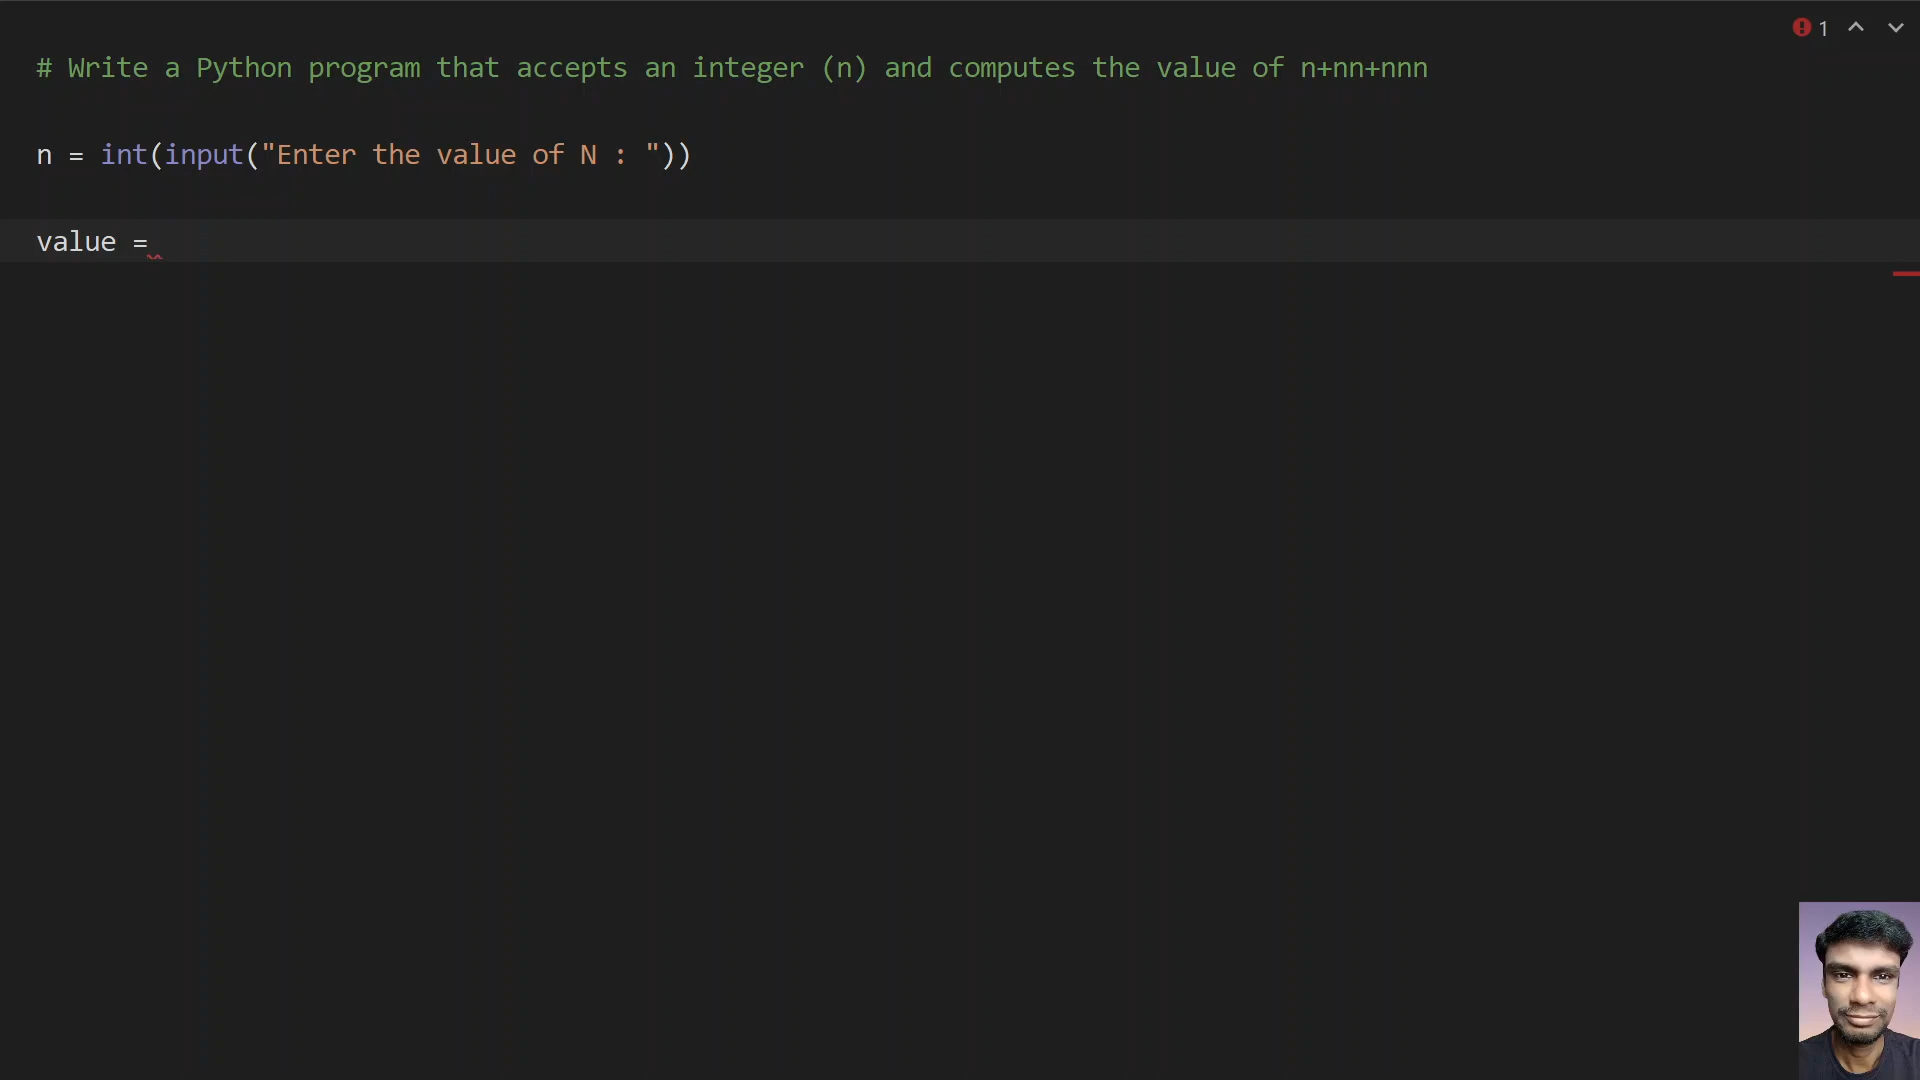 1
# Write a Python program that accepts an integer (n) and computes the value of n+nn+nnn
n = int(input("Enter the value of N : "))
value =